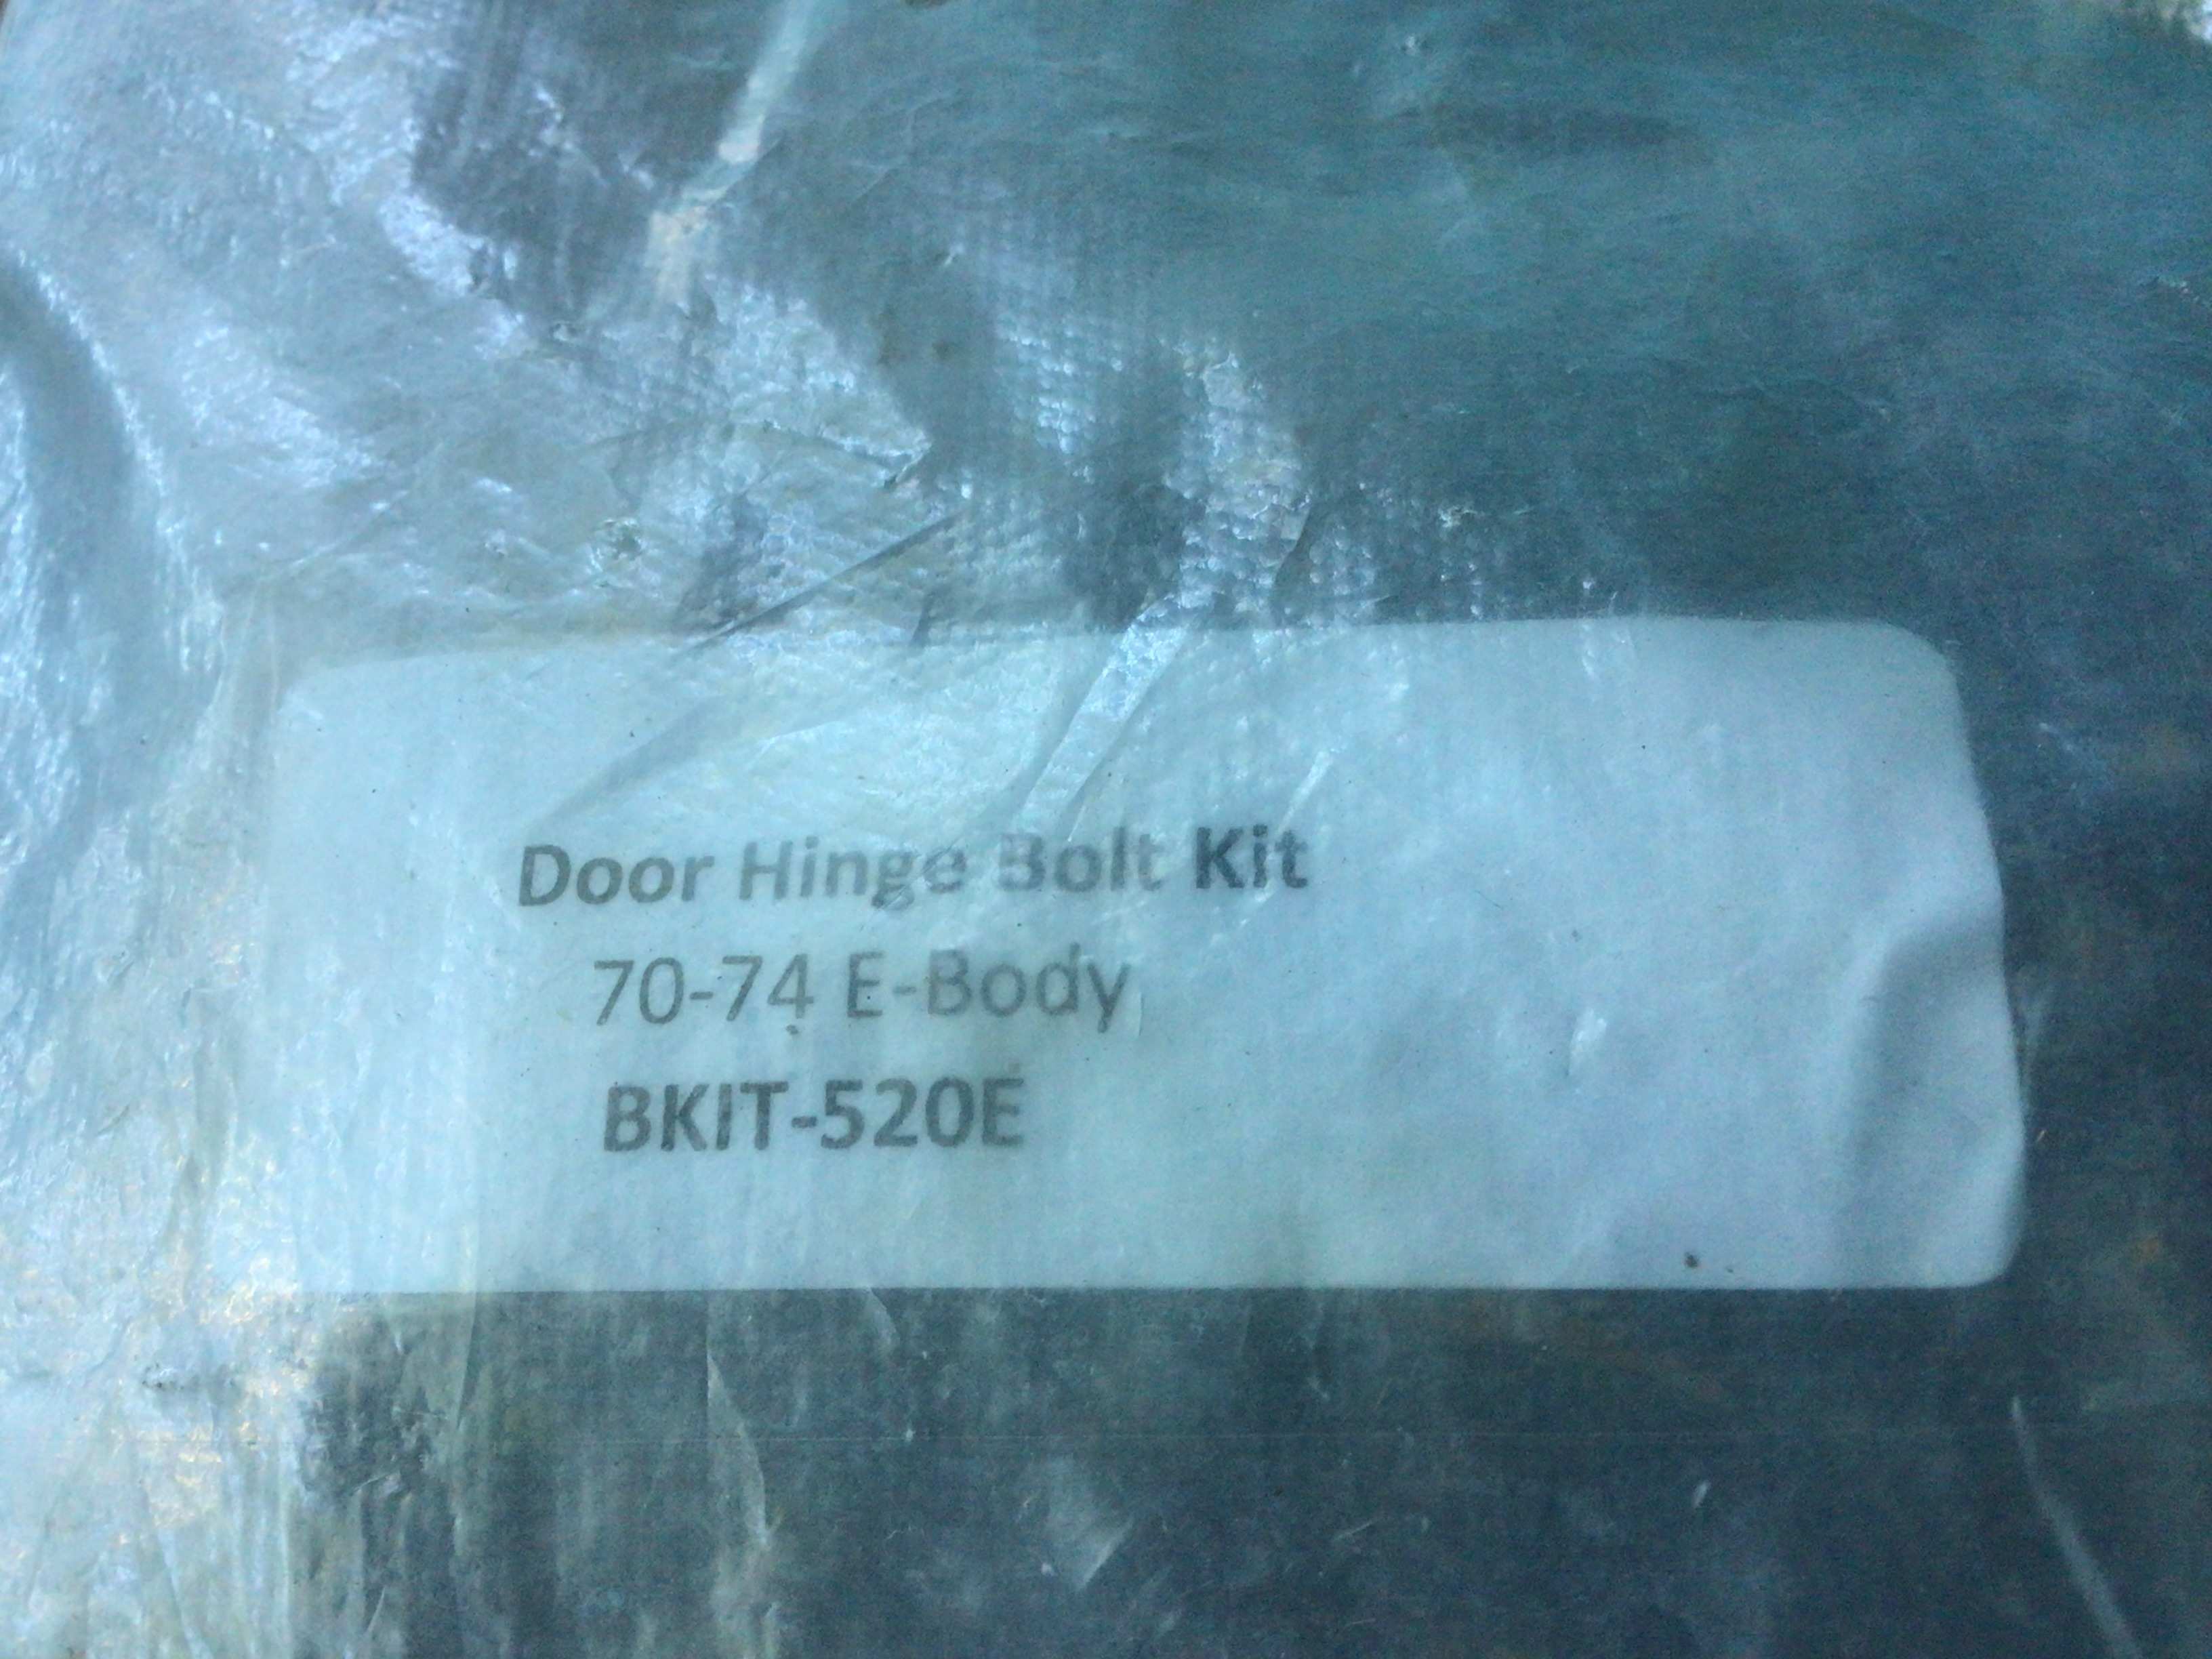 Door Hinge Bolt Kit
70-74 E-Body
BKIT-520E